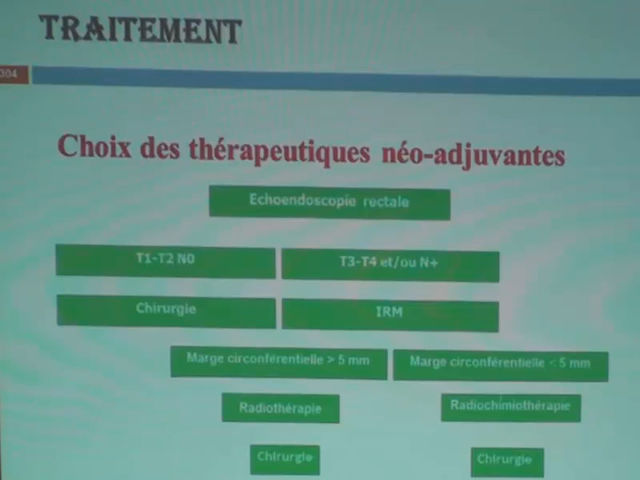 TRAITEMENT
304
Choix des thérapeutiques néo-adjuvantes
Echoendoscopie rectale
T1-T2 N0
T3-T4 et/ou N+
Chirurgie
IRM
Marge circonférentielle > 5 mm
Marge circonférentielle < 5 mm
Radiothérapie
Radiochimiothérapie
Chirurgie
Chirurgie